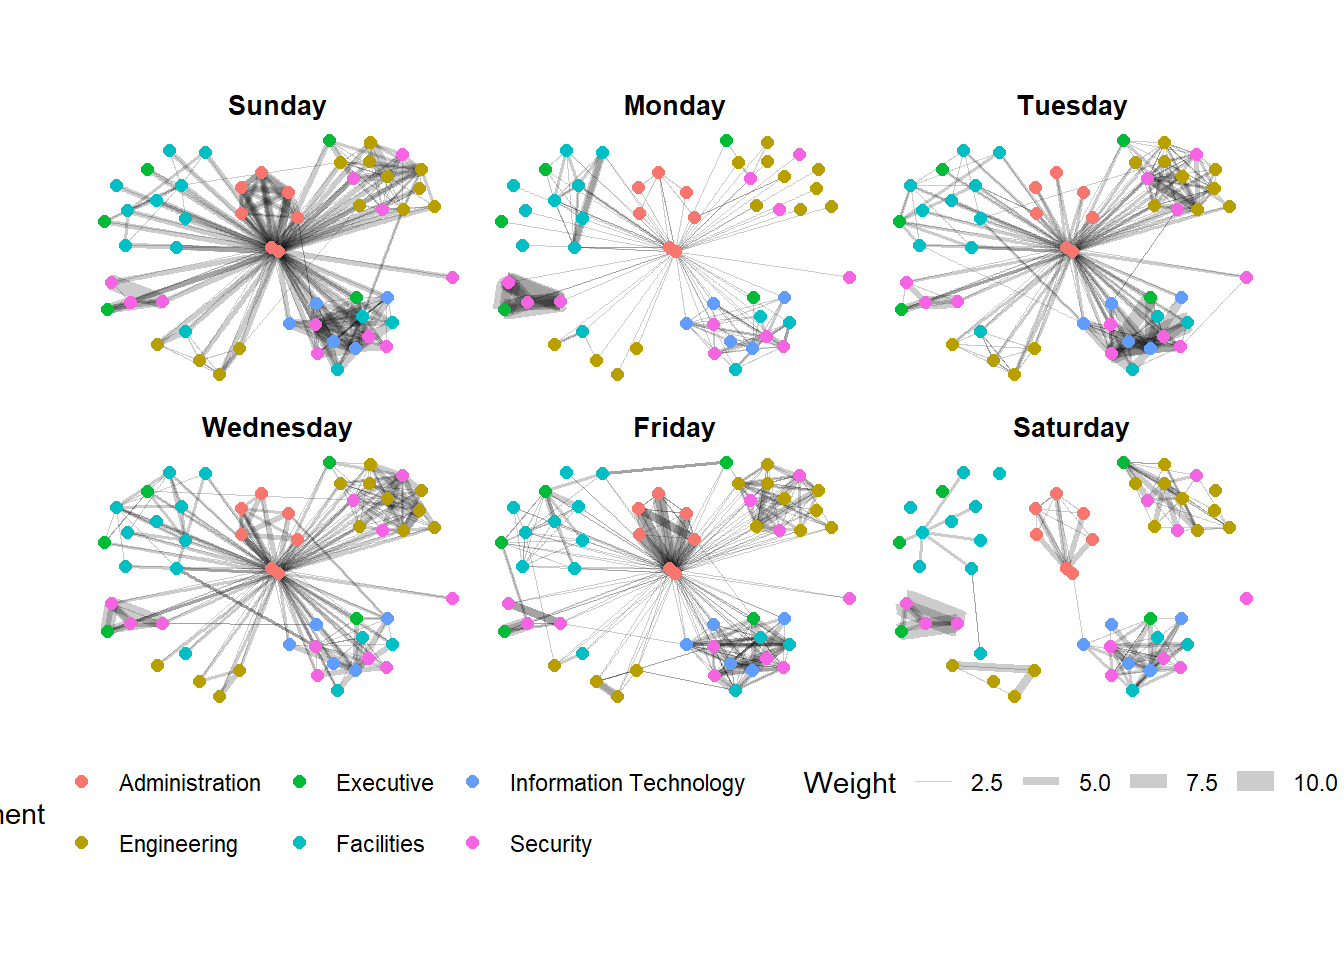 Sunday Monday Tuesday
Wednesday Friday Saturday
Administration Executive Information Technology Weight 2.5 5.0 7.5 10.0
Engineering Facilities Security